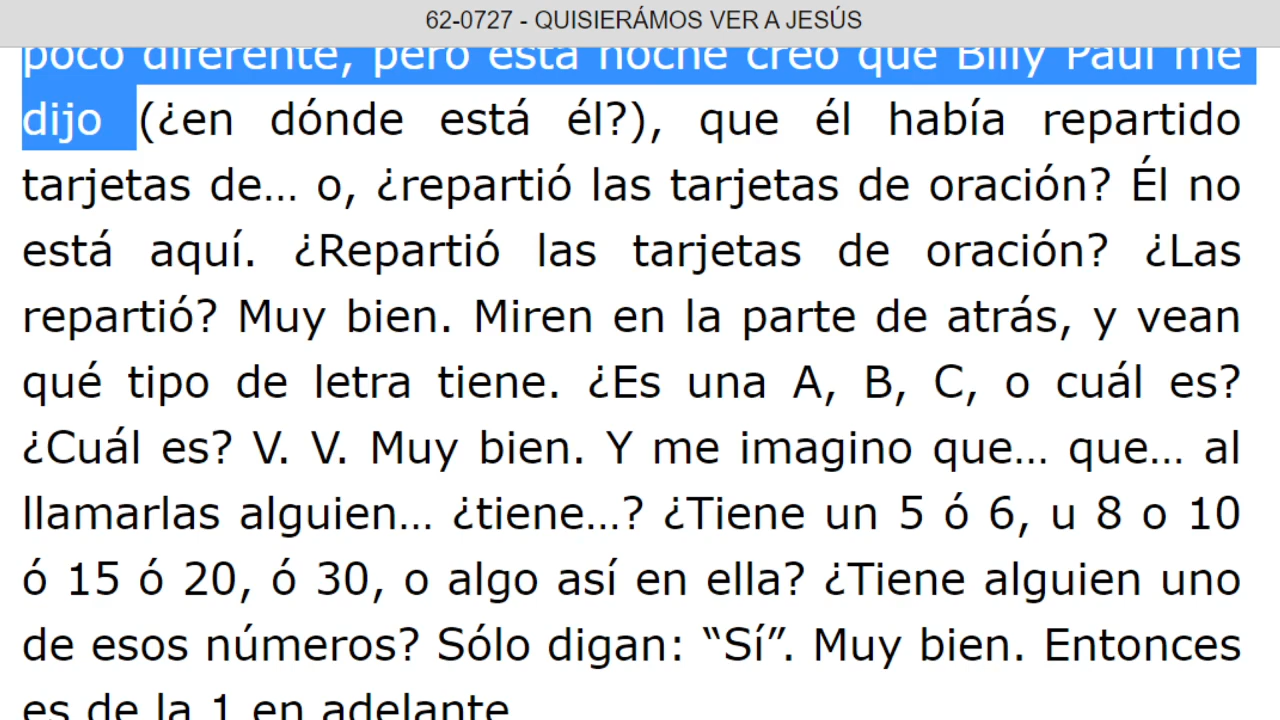 62-0727 - QUISIERÁMOS VER A JESÚS
poco diferente, pero esta noche creo que Billy Paul me
dijo (¿en dónde está él?), que él había repartido
tarjetas de… o, ¿repartió las tarjetas de oración? Él no
está aquí. ¿Repartió las tarjetas de oración? ¿Las
repartió? Muy bien. Miren en la parte de atrás, y vean
qué tipo de letra tiene. ¿Es una A, B, C, o cuál es?
¿Cuál es? V. V. Muy bien. Y me imagino que… que… al
llamarlas alguien… ¿tiene…? ¿Tiene un 5 ó 6, u 8 o 10
ó 15 ó 20, ó 30, o algo así en ella? ¿Tiene alguien uno
de esos números? Sólo digan: “Sí”. Muy bien. Entonces
es de la 1 en adelante